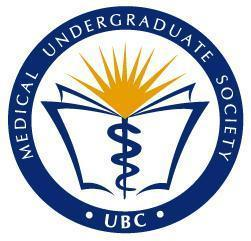 MEDICAL UNDERGRADUATE SOCIETY
• UBC •